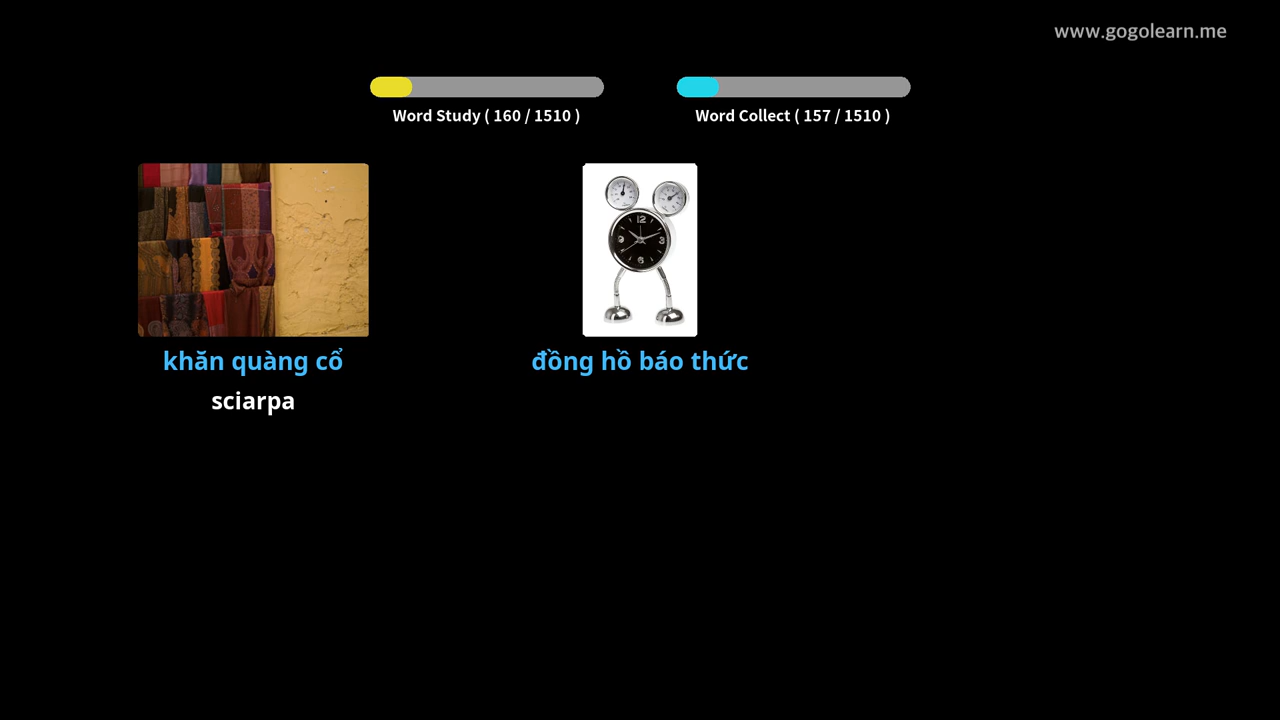 www.gogolearn.me
Word Study ( 160 / 1510 )
Word Collect ( 157 / 1510 )
khăn quàng cổ
sciarpa
đồng hồ báo thức